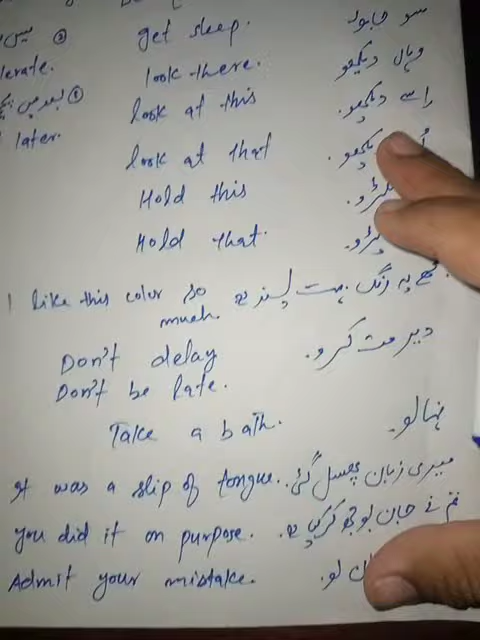 get sleep. سو جاؤ.
lerate. look there. وہاں دیکھو
look at this اسے دیکھو.
later. look at that
Hold this
Hold that.
I like this color so much. یہ رنگ بہت پسند ہے
Don't delay دیر مت کرو.
Don't be late.
Take a bath. نہا لو.
It was a slip of tongue. میری زبان پھسل گئی.
you did it on purpose. تم نے جان بوجھ کر کیا ہے.
Admit your mistake. لو.